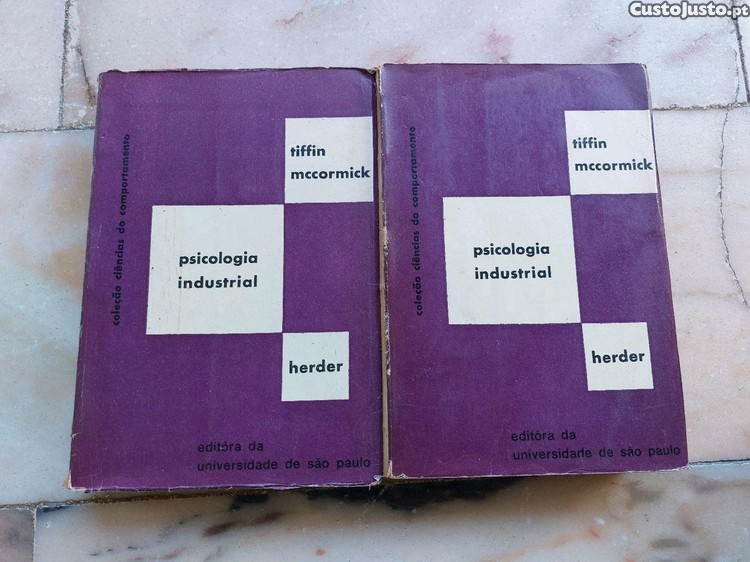 CustoJusto.pt
coleção ciências do comportamento
tiffin
mccormick
psicologia
industrial
herder
editôra da
universidade de são paulo
coleção ciências do comportamento
tiffin
mccormick
psicologia
industrial
herder
editôra da
universidade de são paulo